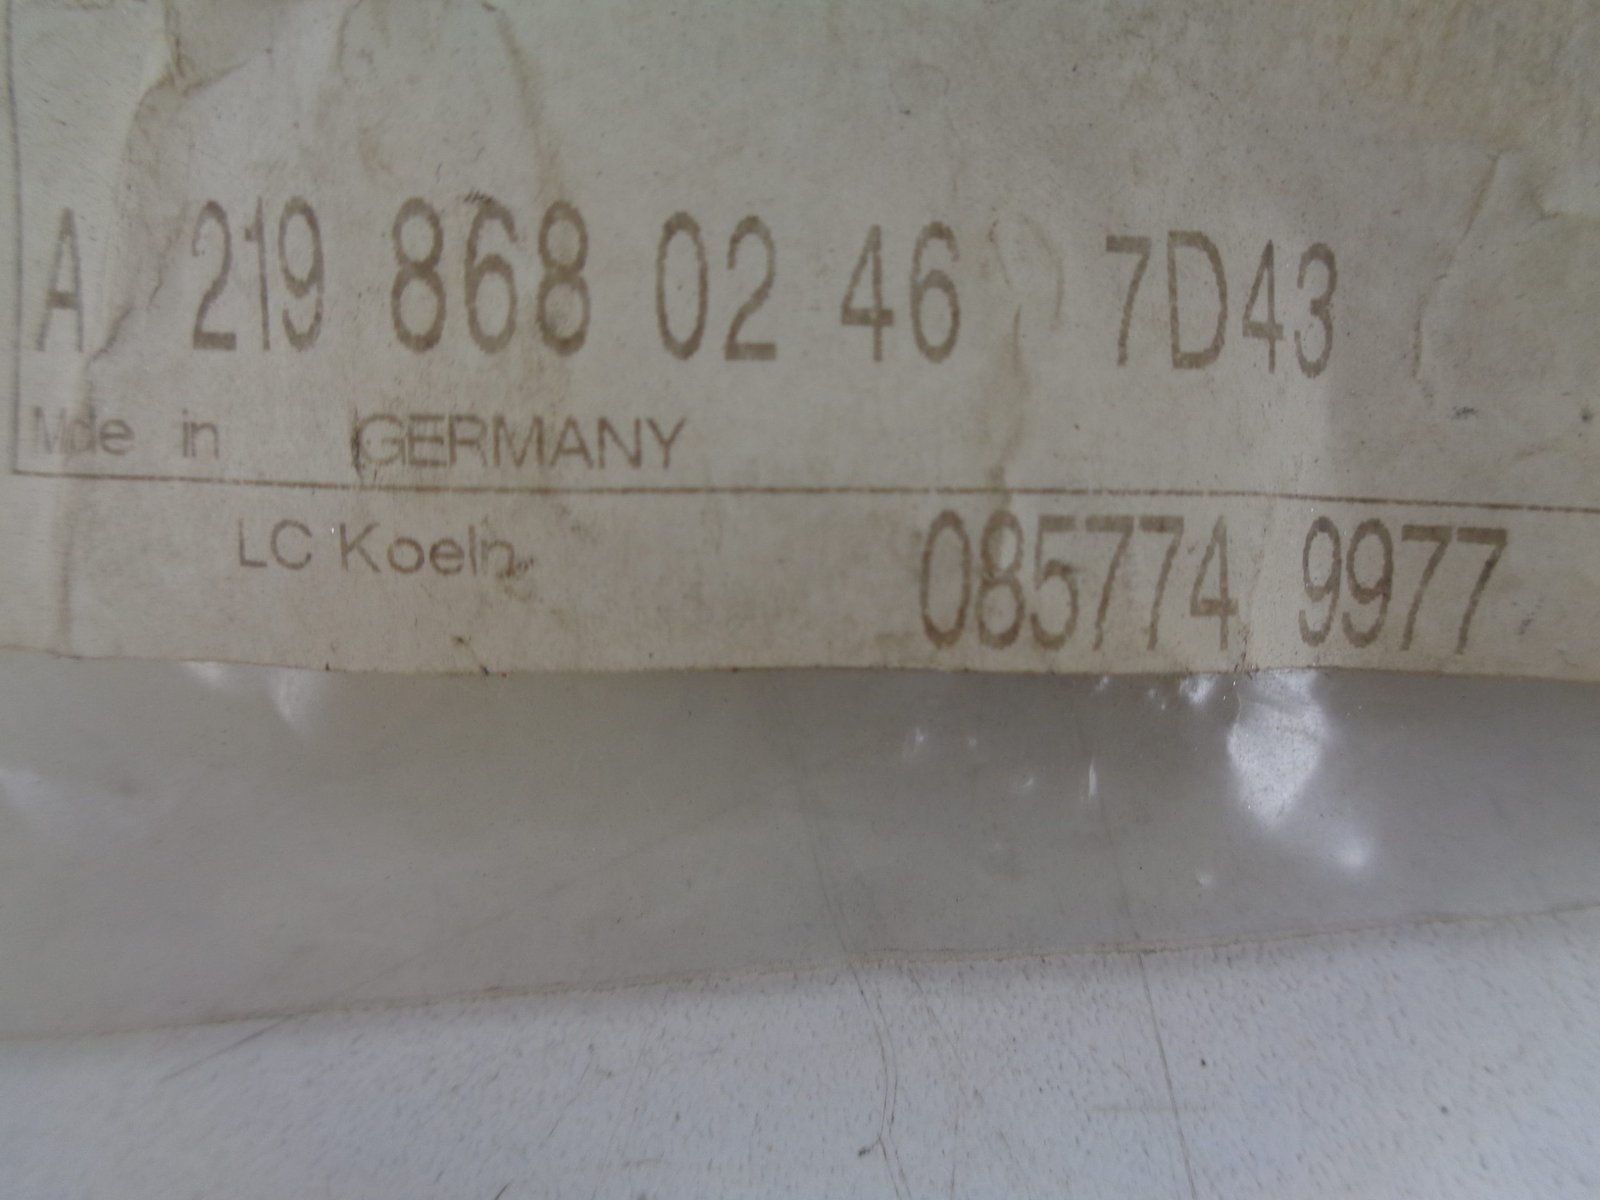 A 219 868 02 46 7D43
Made in GERMANY
LC Koeln
085774 9977